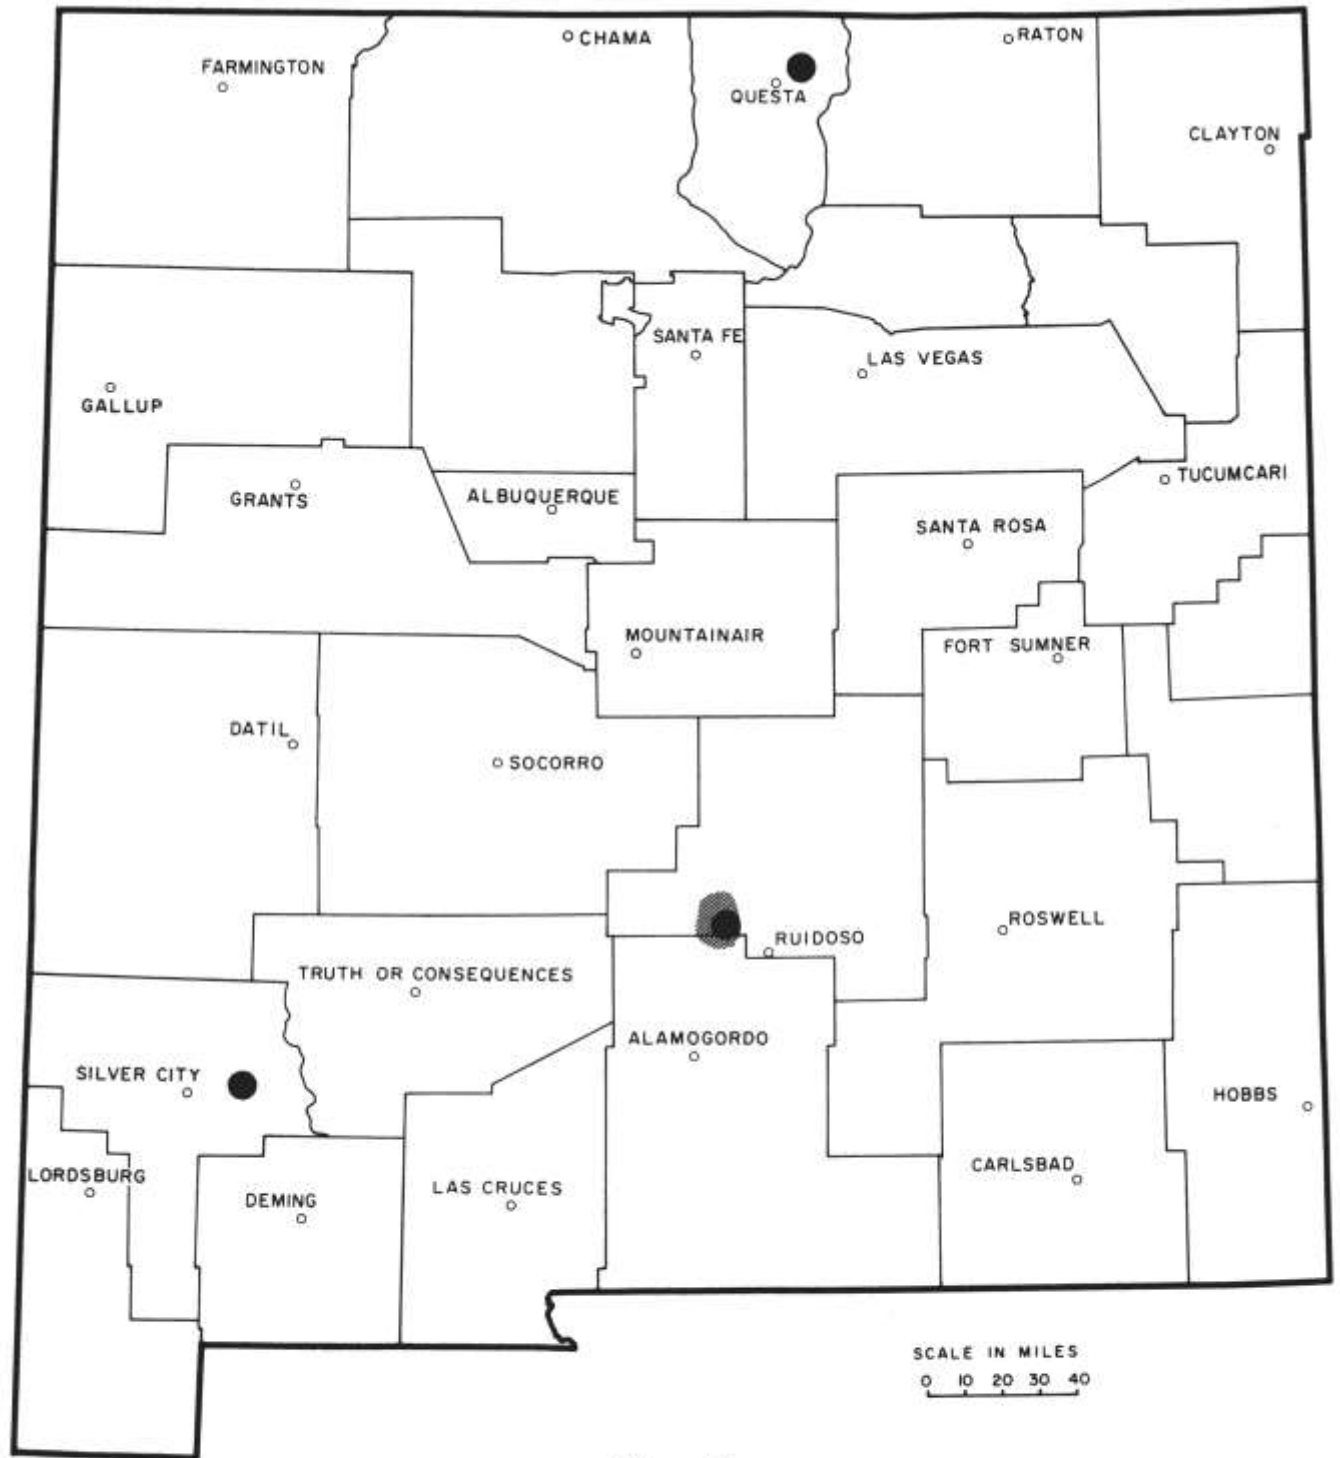 CHAMA
RATON
FARMINGTON
QUESTA
CLAYTON
SANTA FE
LAS VEGAS
GALLUP
TUCUMCARI
GRANTS
ALBUQUERQUE
SANTA ROSA
MOUNTAINAIR
FORT SUMNER
DATIL
SOCORRO
ROSWELL
RUIDOSO
TRUTH OR CONSEQUENCES
ALAMOGORDO
SILVER CITY
HOBBS
CARLSBAD
LORDSBURG
LAS CRUCES
DEMING
SCALE IN MILES
0 10 20 30 40